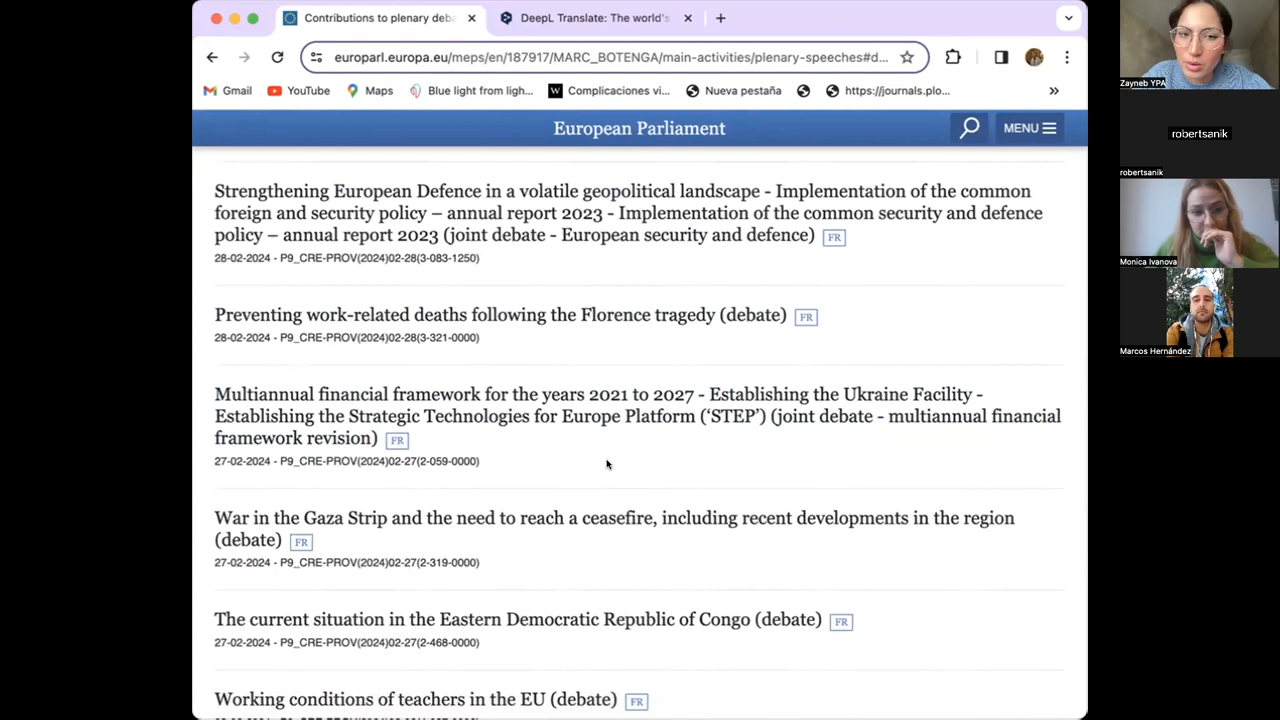 Contributions to plenary deba
DeepL Translate: The world's
europarl.europa.eu/meps/en/187917/MARC_BOTENGA/main-activities/plenary-speeches#d...
Gmail
YouTube
Maps
Blue light from ligh...
W
Complicaciones vi...
Nueva pestaña
https://journals.plo...
»
European Parliament
MENU
Strengthening European Defence in a volatile geopolitical landscape - Implementation of the common
foreign and security policy – annual report 2023 - Implementation of the common security and defence
policy – annual report 2023 (joint debate - European security and defence) FR
28-02-2024 - P9_CRE-PROV(2024)02-28(3-083-1250)
Preventing work-related deaths following the Florence tragedy (debate) FR
28-02-2024 - P9_CRE-PROV(2024)02-28(3-321-0000)
Multiannual financial framework for the years 2021 to 2027 - Establishing the Ukraine Facility -
Establishing the Strategic Technologies for Europe Platform (‘STEP’) (joint debate - multiannual financial
framework revision) FR
27-02-2024 - P9_CRE-PROV(2024)02-27(2-059-0000)
War in the Gaza Strip and the need to reach a ceasefire, including recent developments in the region
(debate) FR
27-02-2024 - P9_CRE-PROV(2024)02-27(2-319-0000)
The current situation in the Eastern Democratic Republic of Congo (debate) FR
27-02-2024 - P9_CRE-PROV(2024)02-27(2-468-0000)
Working conditions of teachers in the EU (debate) FR
Zayneb YPA
robertsanik
robertsanik
Monica Ivanova
Marcos Hernández